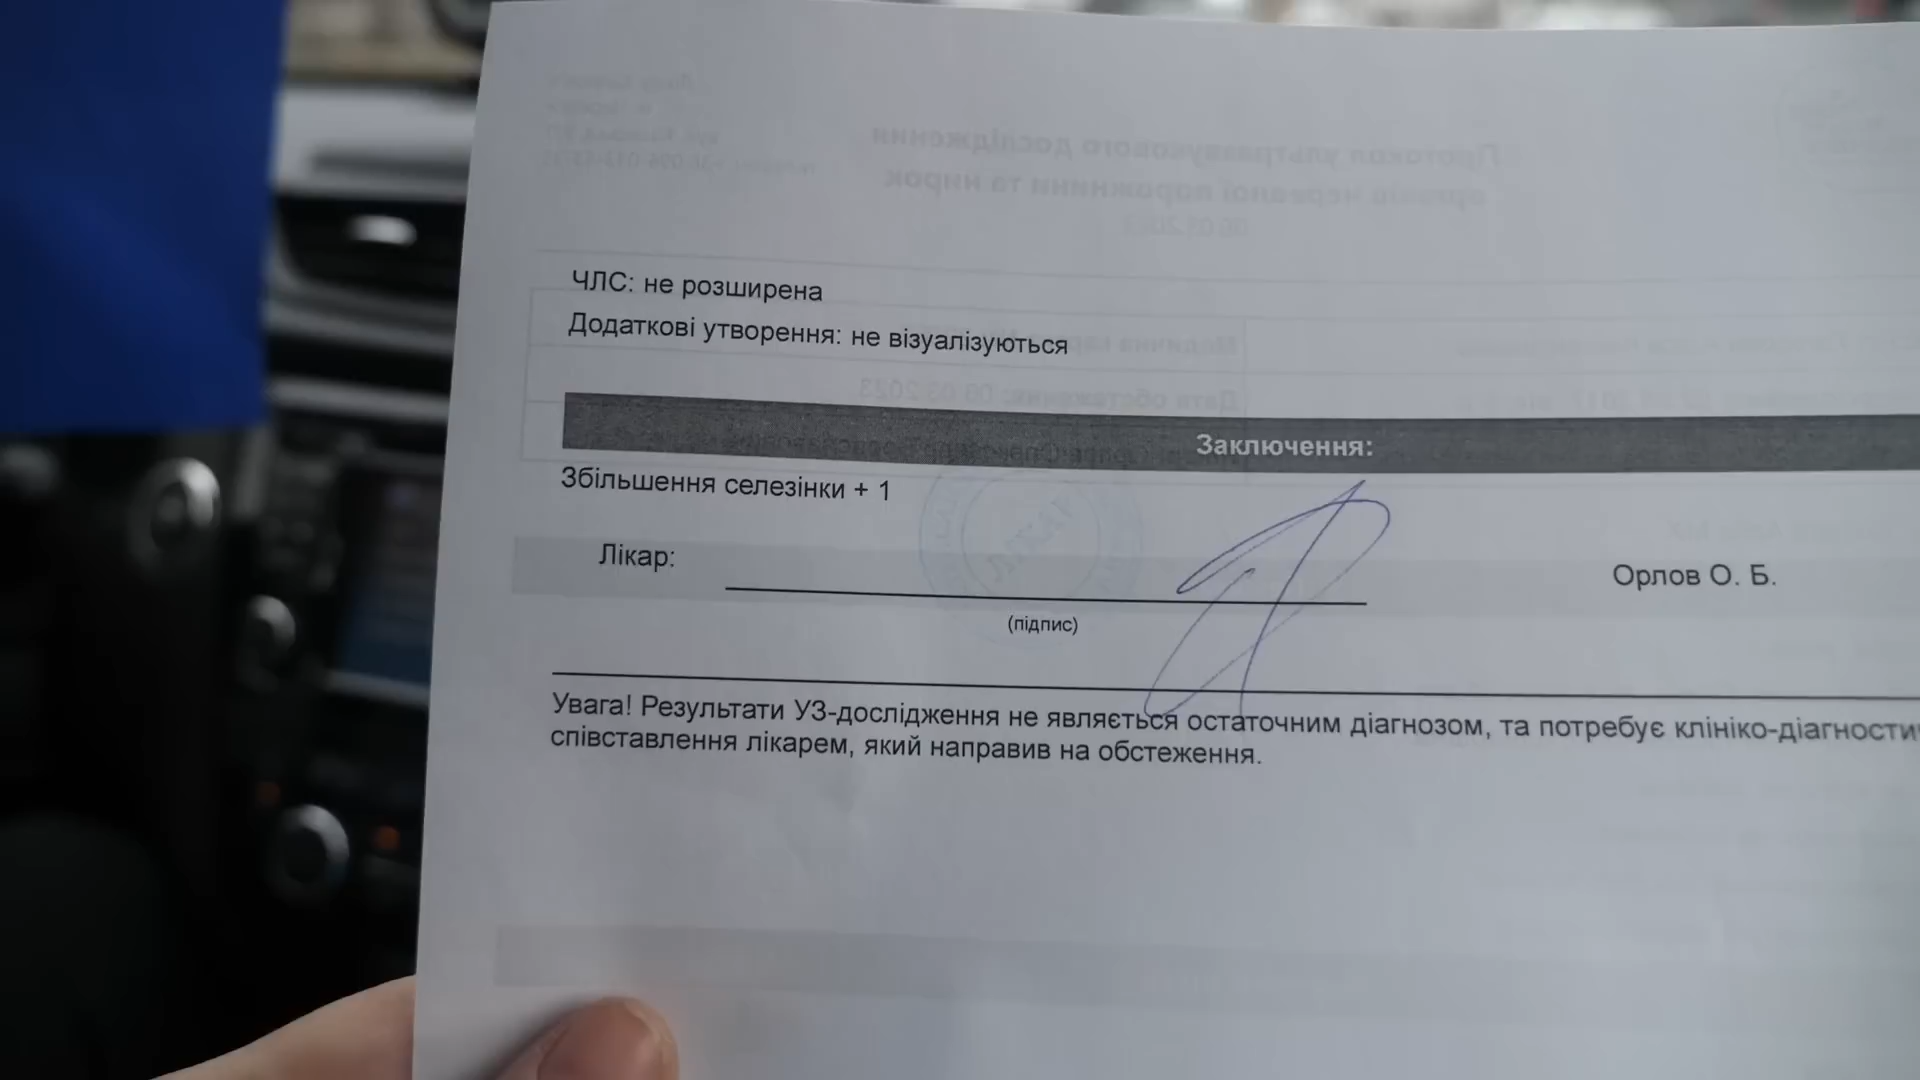 ЧЛС: не розширена
Додаткові утворення: не візуалізуються
Заключення:
Збільшення селезінки + 1
Лікар:
Орлов О. Б.
(підпис)
Увага! Результати УЗ-дослідження не являється остаточним діагнозом, та потребує клініко-діагности
співставлення лікарем, який направив на обстеження.